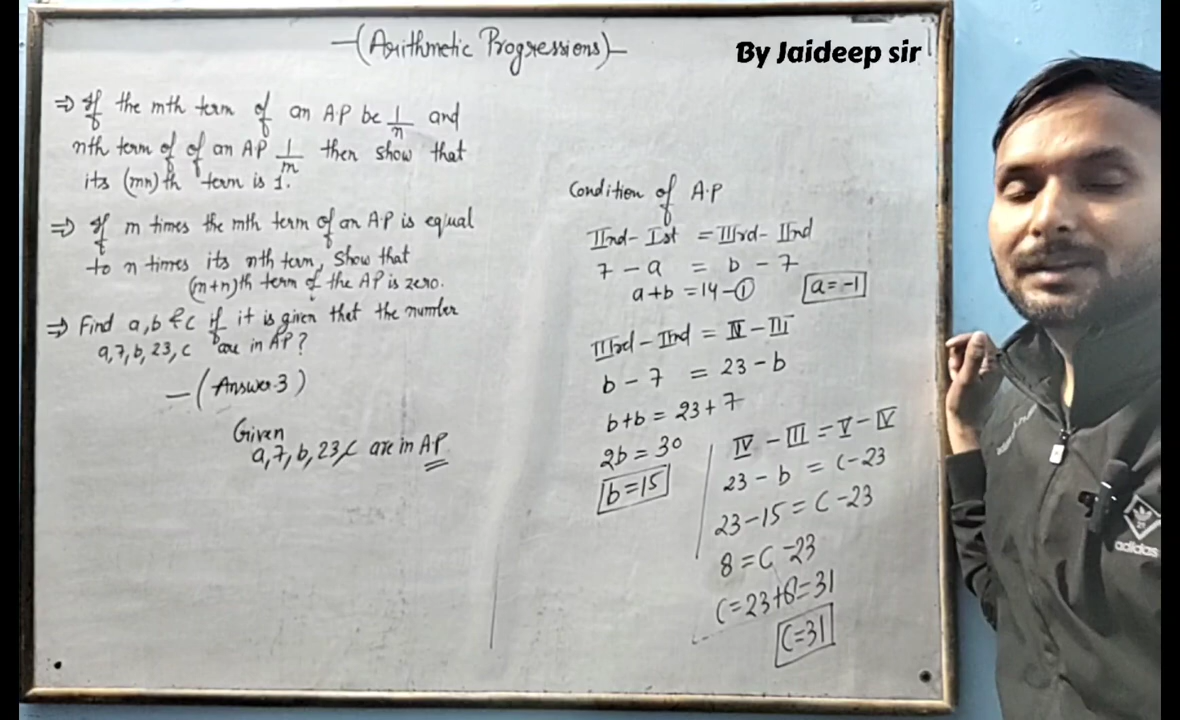 (Arithmetic Progressions)
By Jaideep sir
⇒ If the mth term of an A.P be 1/n and
nth term of of an AP 1/m then show that
its (mn)th term is 1.
⇒ If m times the mth term of an A.P is equal
to n times its nth term, Show that
(m+n)th term of the AP is zero.
⇒ Find a, b & c if it is given that the number
a, 7, b, 23, c are in AP?
(Answer.3)
Given
a, 7, b, 23, c are in AP
Condition of A.P
IInd - Ist = IIIrd - IInd
7 - a = b - 7
a+b = 14 - ①
a = -1
IIIrd - IInd = IV - III
b - 7 = 23 - b
b+b = 23+7
2b = 30
b=15
IV - III = V - IV
23 - b = C - 23
23 - 15 = C - 23
8 = C - 23
C = 23+8 = 31
C=31
adidas